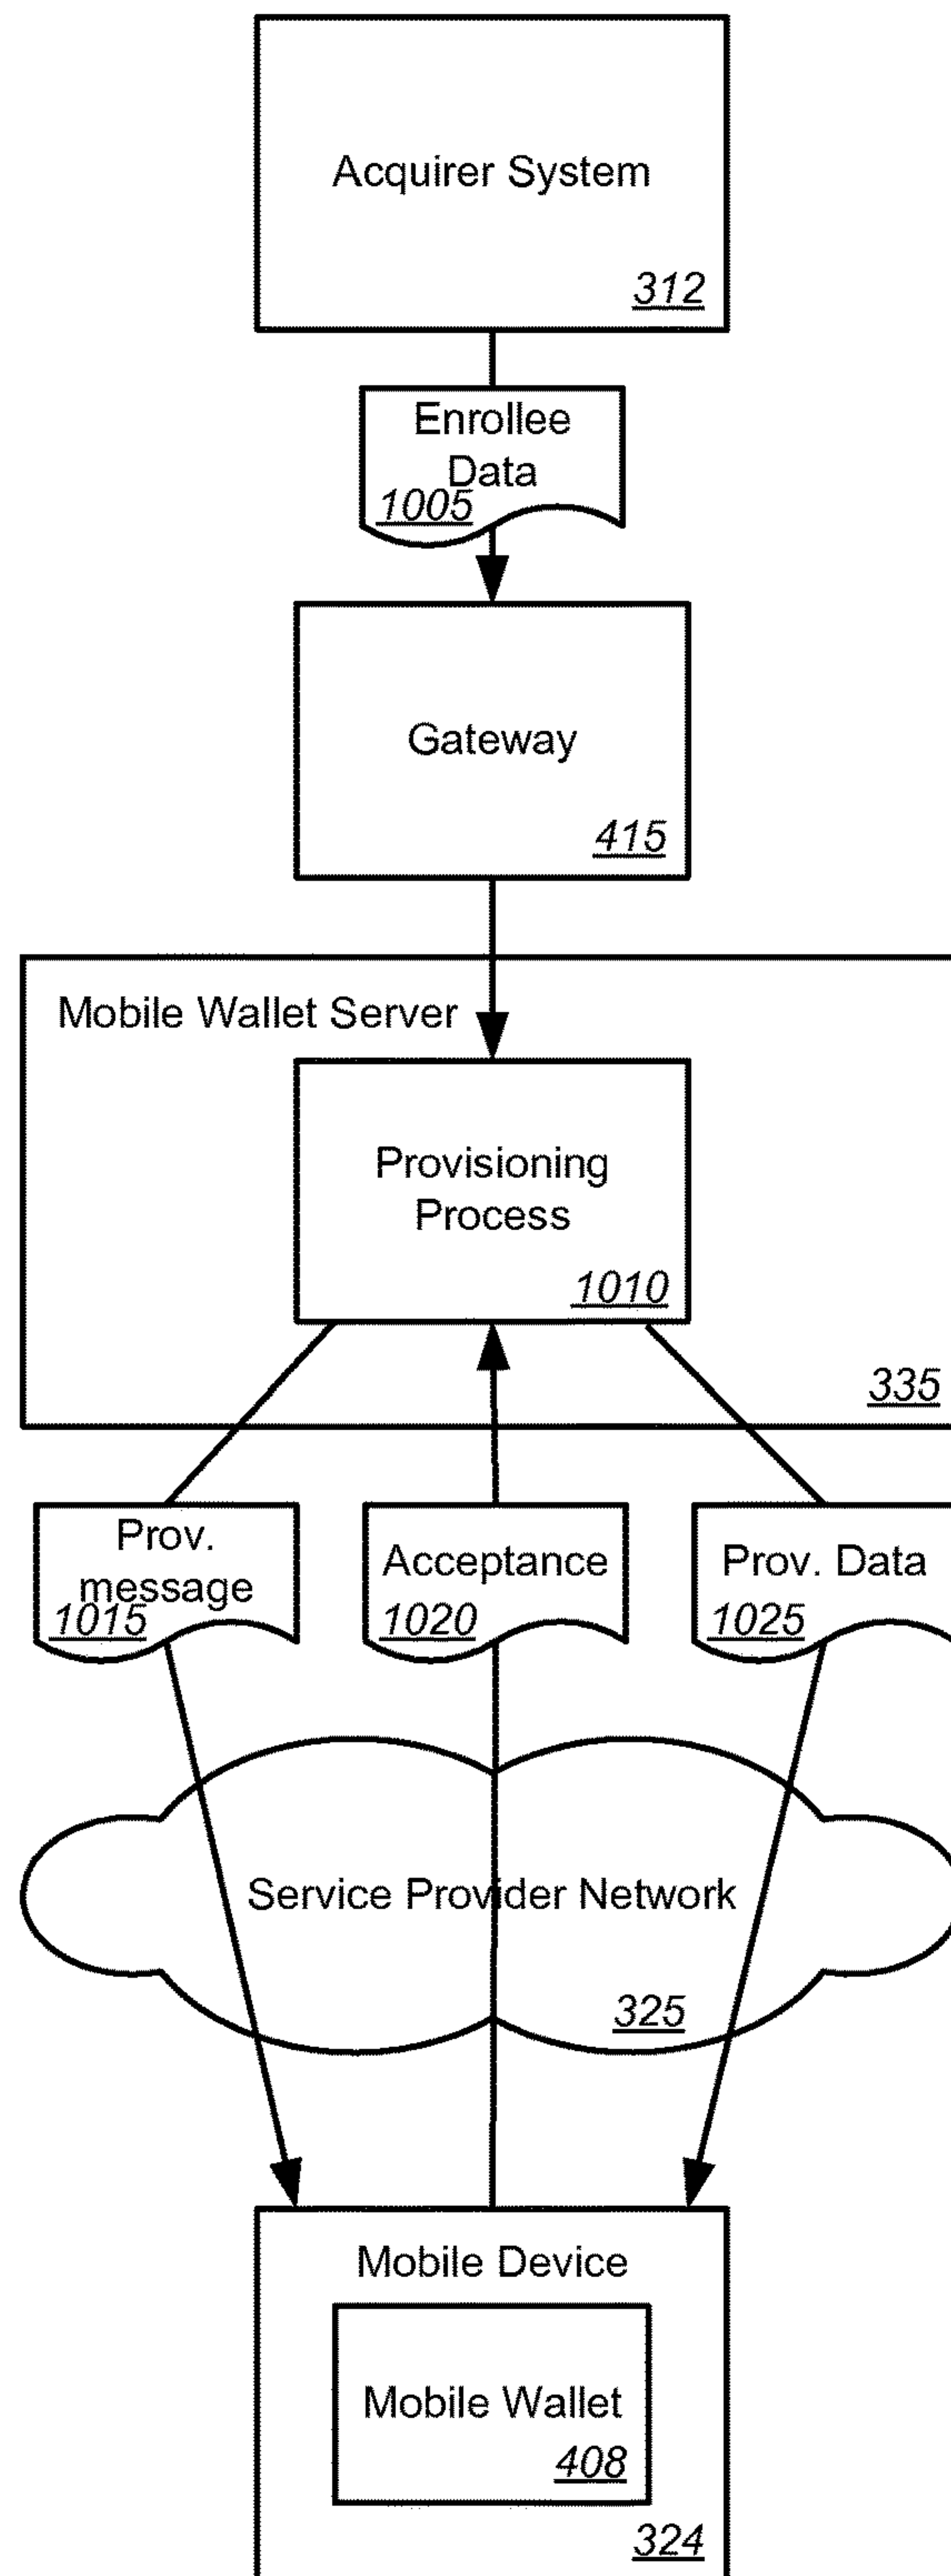 Acquirer System
312
Enrollee
Data
1005
Gateway
415
Mobile Wallet Server
Provisioning
Process
1010
335
Prov.
message
1015
Acceptance
1020
Prov. Data
1025
Service Provider Network
325
Mobile Device
Mobile Wallet
408
324